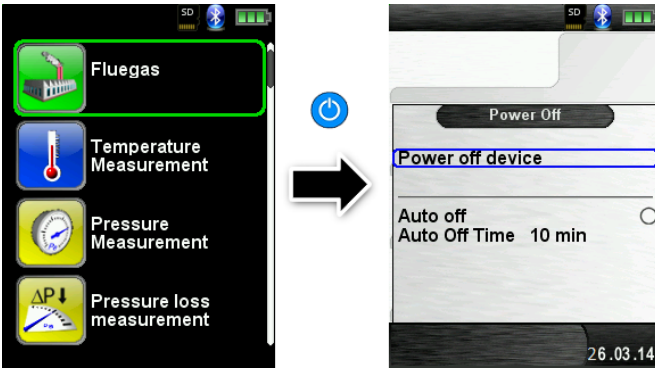 SD
Fluegas
Temperature
Measurement
Pressure
Measurement
Pa
ΔP
Pressure loss
measurement
SD
Power Off
Power off device
Auto off
Auto Off Time 10 min
26.03.14